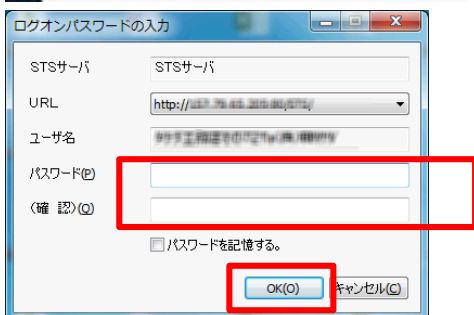 ログオンパスワードの入力
STSサーバ STSサーバ
URL http://
ユーザ名
パスワード(P)
(確 認)(Q)
パスワードを記憶する。
OK(O) キャンセル(C)